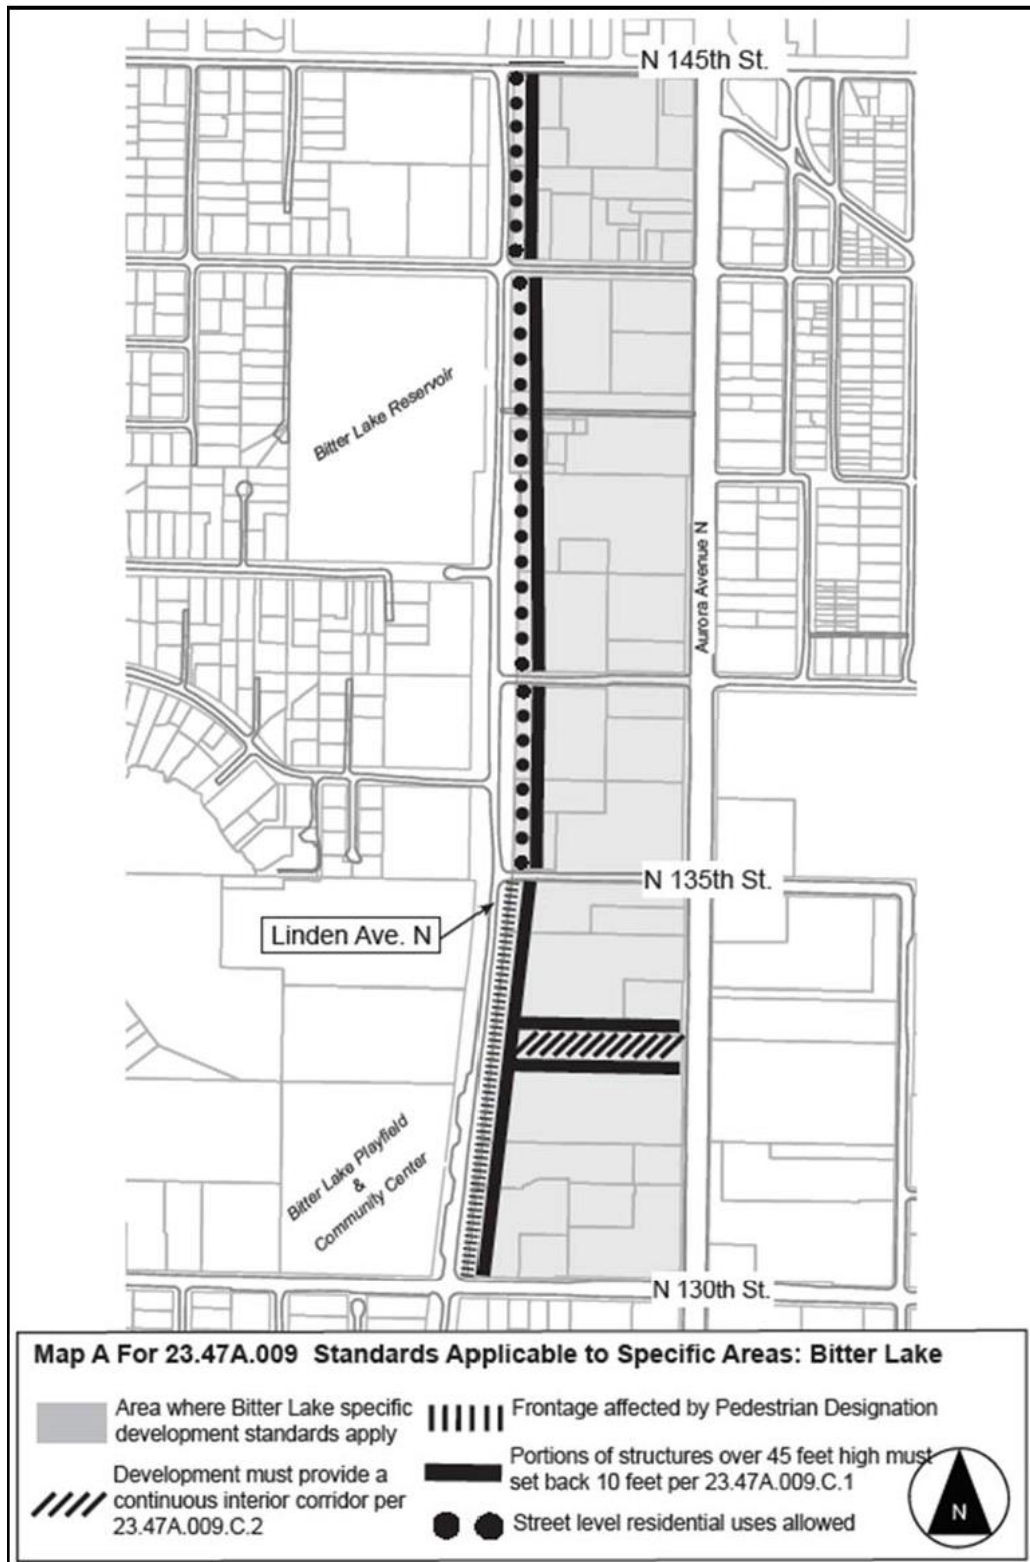 N 145th St.
Bitter Lake Reservoir
Aurora Avenue N
N 135th St.
Linden Ave. N
Bitter Lake Playfield
&
Community Center
N 130th St.
Map A For 23.47A.009 Standards Applicable to Specific Areas: Bitter Lake
Area where Bitter Lake specific
development standards apply
Development must provide a
continuous interior corridor per
23.47A.009.C.2
Frontage affected by Pedestrian Designation
Portions of structures over 45 feet high must
set back 10 feet per 23.47A.009.C.1
Street level residential uses allowed
N